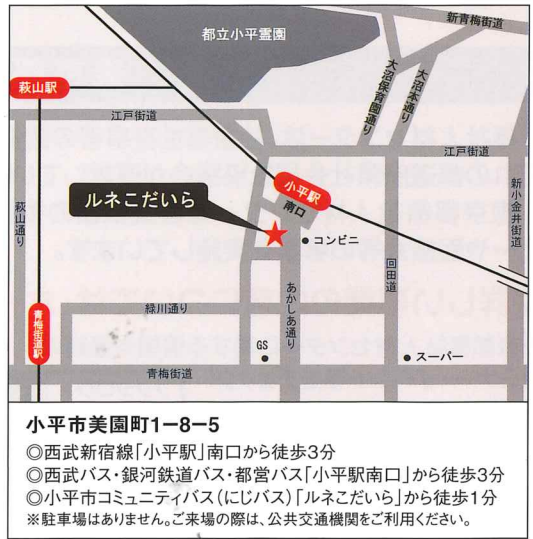 都立小平霊園
新青梅街道
萩山駅
大沼保育園通り
大沼本通り
江戸街道
江戸街道
小平駅
南口
ルネこだいら
コンビニ
萩山通り
新小金井街道
回田道
あかしあ通り
緑川通り
青梅街道駅
GS
スーパー
青梅街道
小平市美園町1−8−5
◎西武新宿線「小平駅」南口から徒歩3分
◎西武バス・銀河鉄道バス・都営バス「小平駅南口」から徒歩3分
◎小平市コミュニティバス(にじバス)「ルネこだいら」から徒歩1分
※駐車場はありません。ご来場の際は、公共交通機関をご利用ください。